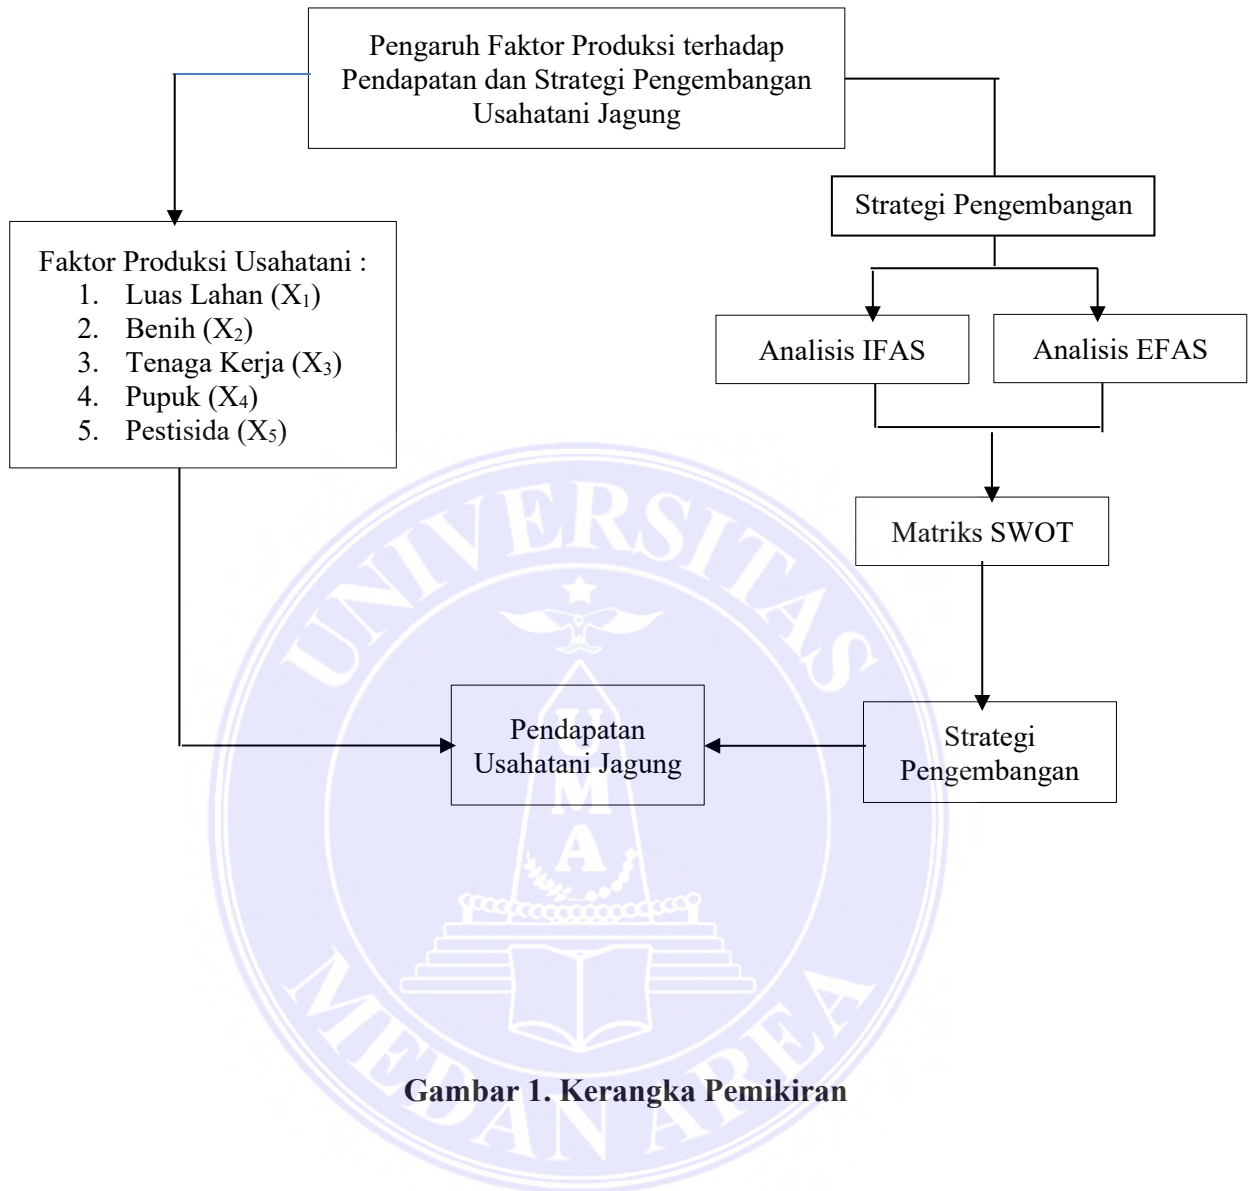 Pengaruh Faktor Produksi terhadap
Pendapatan dan Strategi Pengembangan
Usahatani Jagung
Strategi Pengembangan
Faktor Produksi Usahatani :
1. Luas Lahan (X₁)
2. Benih (X₂)
3. Tenaga Kerja (X₃)
4. Pupuk (X₄)
5. Pestisida (X₅)
Analisis IFAS
Analisis EFAS
Matriks SWOT
Pendapatan
Usahatani Jagung
Strategi
Pengembangan
UNIVERSITAS
UMA
MEDAN AREA
Gambar 1. Kerangka Pemikiran